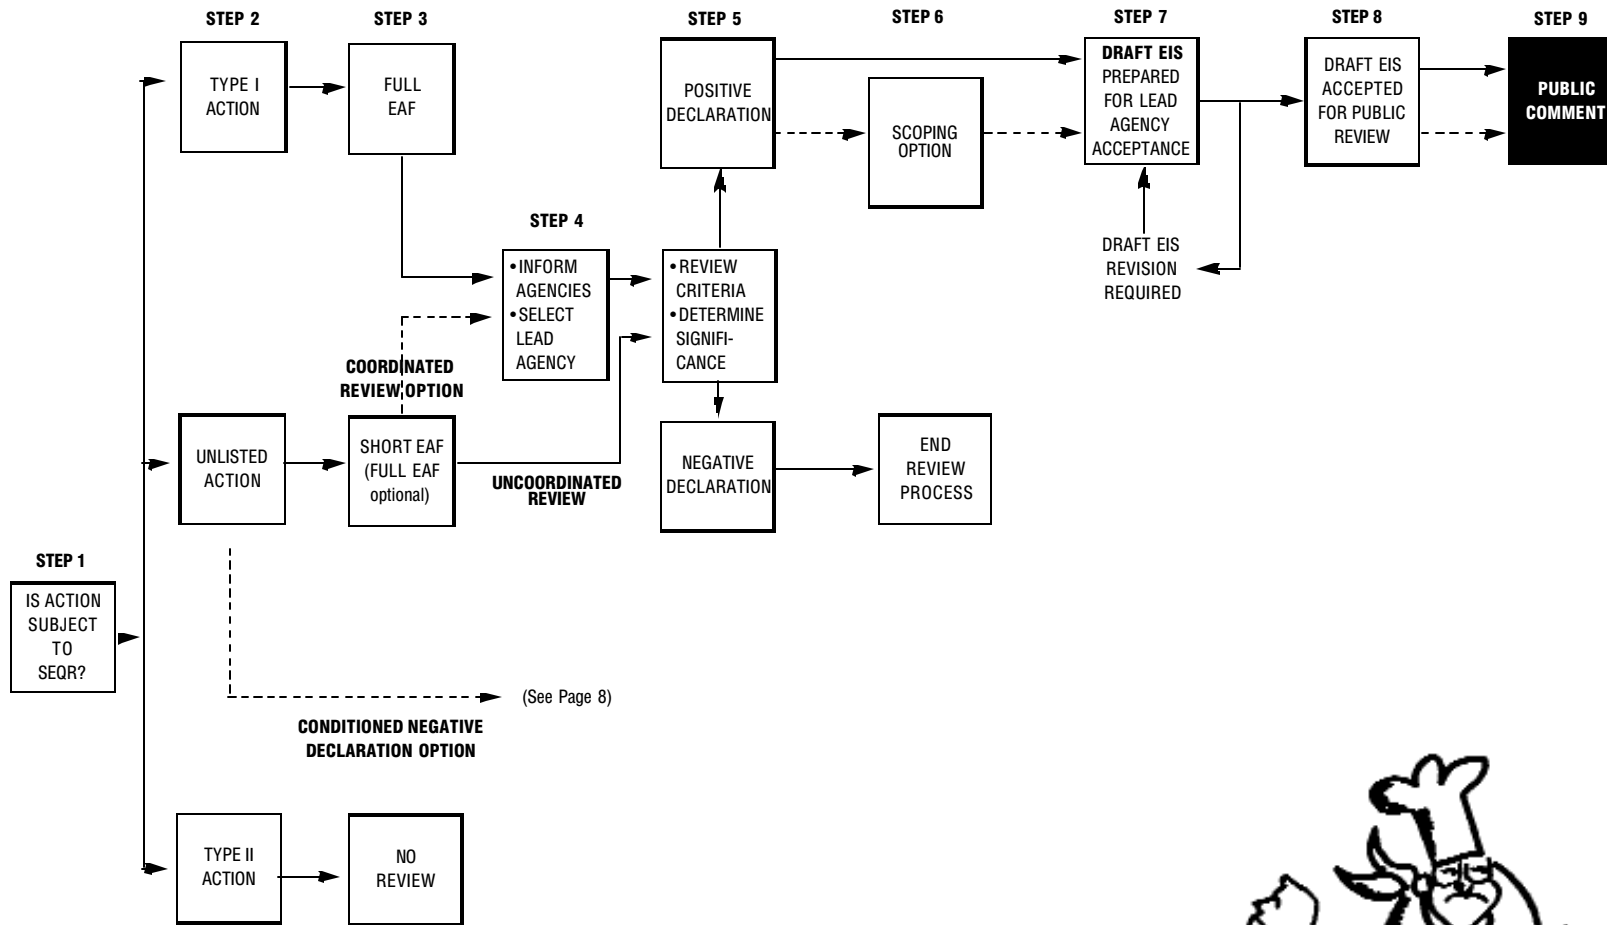 STEP 2
STEP 3
STEP 5
STEP 6
STEP 7
STEP 8
STEP 9
TYPE I
ACTION
FULL
EAF
POSITIVE
DECLARATION
SCOPING
OPTION
DRAFT EIS
PREPARED
FOR LEAD
AGENCY
ACCEPTANCE
DRAFT EIS
ACCEPTED
FOR PUBLIC
REVIEW
PUBLIC
COMMENT
STEP 4
•INFORM
AGENCIES
•SELECT
LEAD
AGENCY
•REVIEW
CRITERIA
•DETERMINE
SIGNIFI-
CANCE
DRAFT EIS
REVISION
REQUIRED
COORDINATED
REVIEW OPTION
UNLISTED
ACTION
SHORT EAF
(FULL EAF
optional)
UNCOORDINATED
REVIEW
NEGATIVE
DECLARATION
END
REVIEW
PROCESS
STEP 1
IS ACTION
SUBJECT
TO
SEQR?
(See Page 8)
CONDITIONED NEGATIVE
DECLARATION OPTION
TYPE II
ACTION
NO
REVIEW